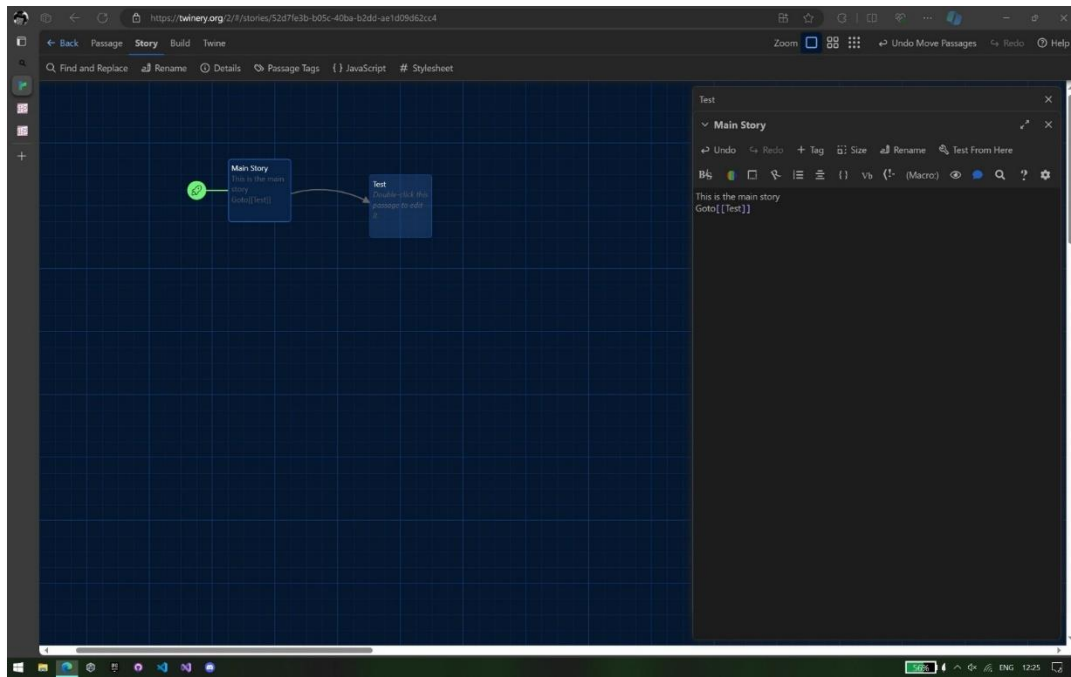 https://twinery.org/2/#/stories/52d7fe3b-b05c-40ba-b2dd-ae1d09d62cc4
← Back Passage Story Build Twine Zoom Undo Move Passages Redo Help
Find and Replace Rename Details Passage Tags { } JavaScript # Stylesheet
Test
Main Story
Undo Redo + Tag Size Rename Test From Here
{ } Vb (Macro:) ?
This is the main story
Goto[[Test]]
Main Story
This is the main
story
Goto[[Test]]
Test
Double-click this
passage to edit
it.
56% ENG 12:25